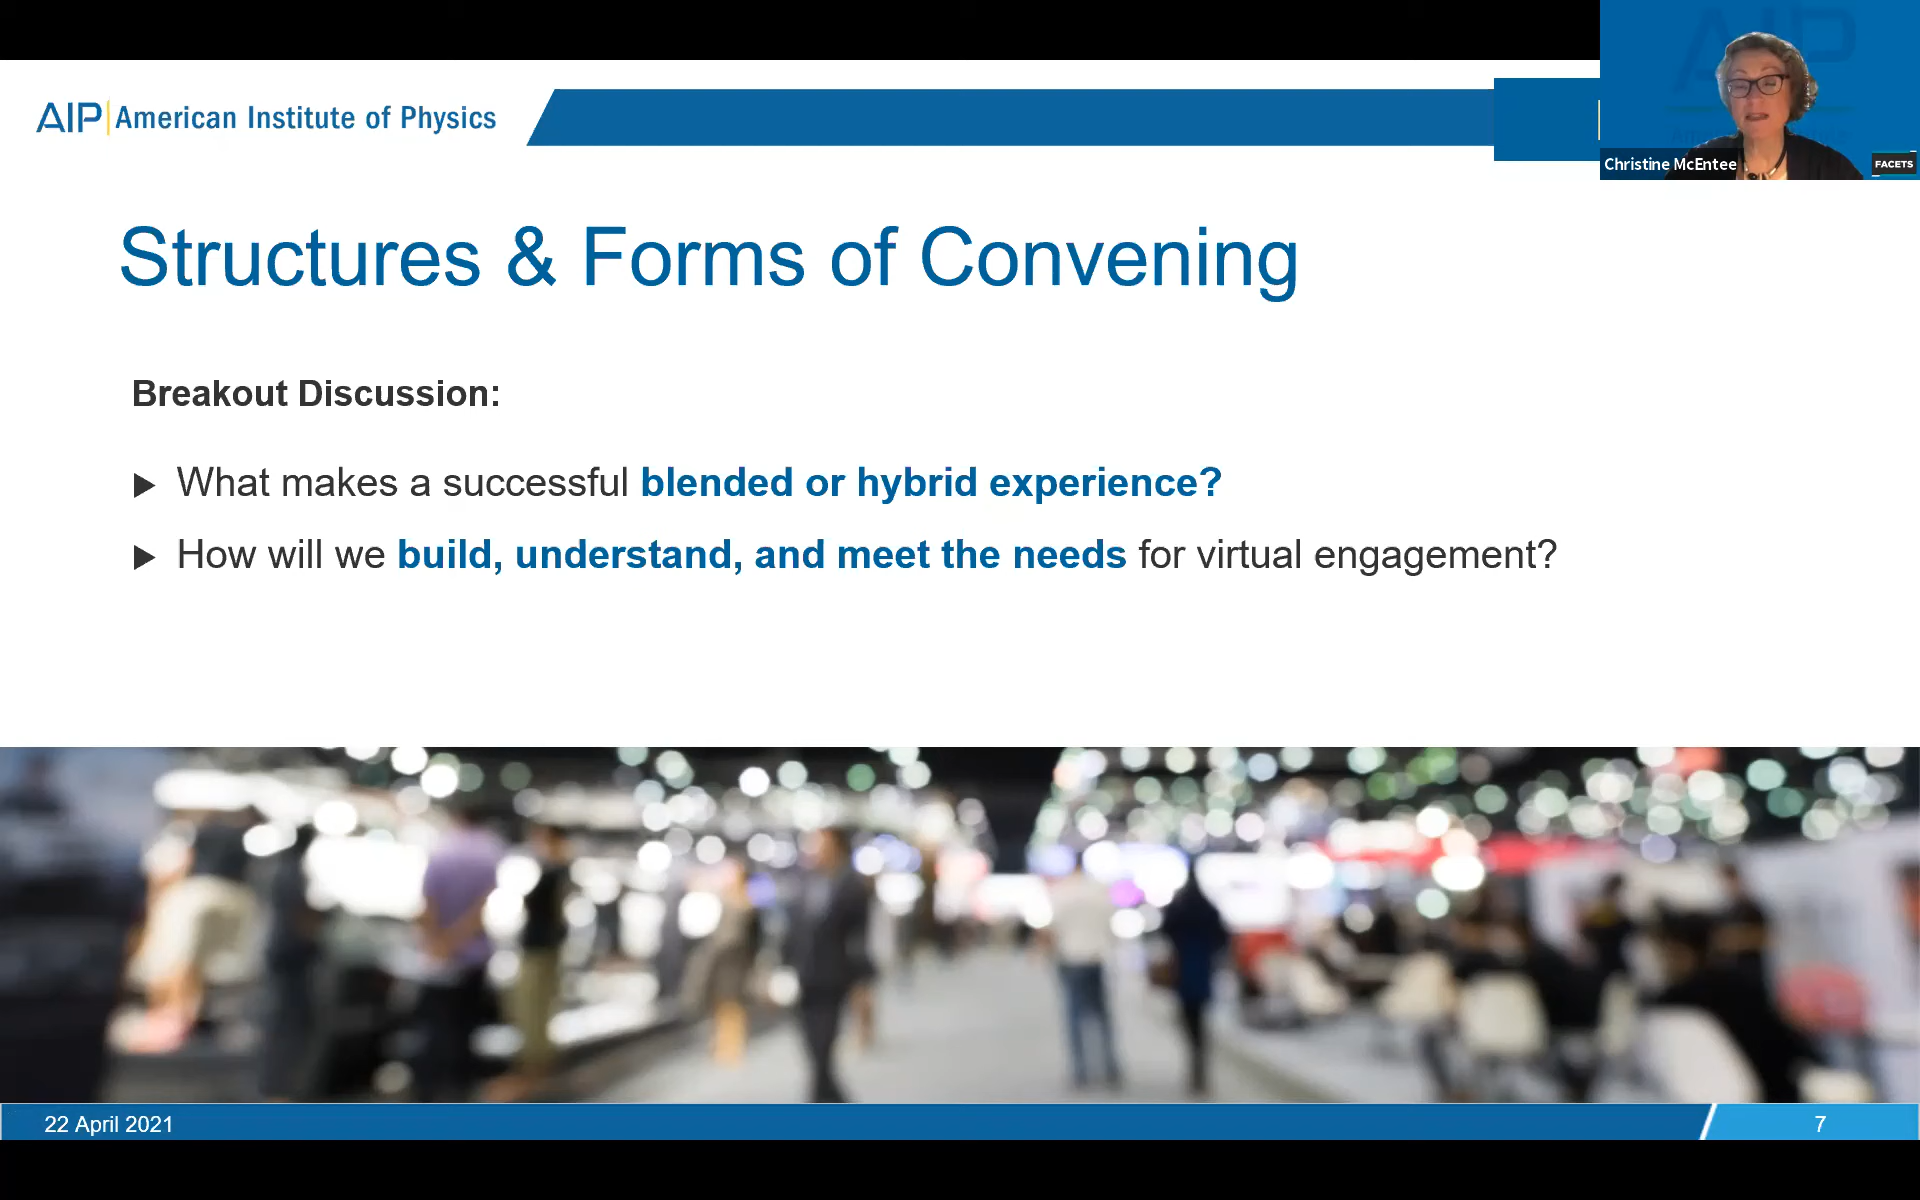 AIP American Institute of Physics
Christine McEntee
FACETS
Structures & Forms of Convening
Breakout Discussion:
What makes a successful blended or hybrid experience?
How will we build, understand, and meet the needs for virtual engagement?
22 April 2021
7